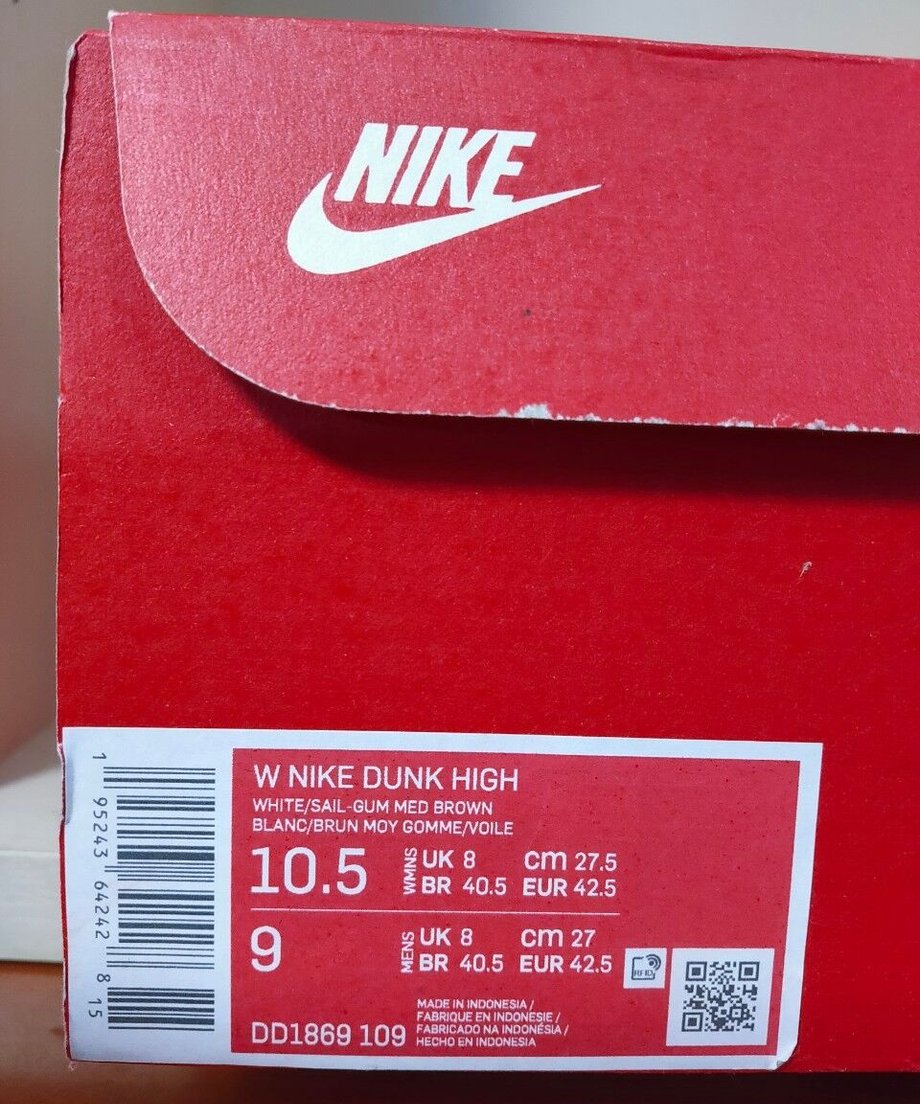 NIKE
W NIKE DUNK HIGH
WHITE/SAIL-GUM MED BROWN
BLANC/BRUN MOY GOMME/VOILE
10.5 WMNS UK 8 cm 27.5
BR 40.5 EUR 42.5
9 MENS UK 8 cm 27
BR 40.5 EUR 42.5
RFID
DD1869 109
MADE IN INDONESIA /
FABRIQUE EN INDONESIE /
FABRICADO NA INDONÉSIA /
HECHO EN INDONESIA
1 95243 64242 8 15